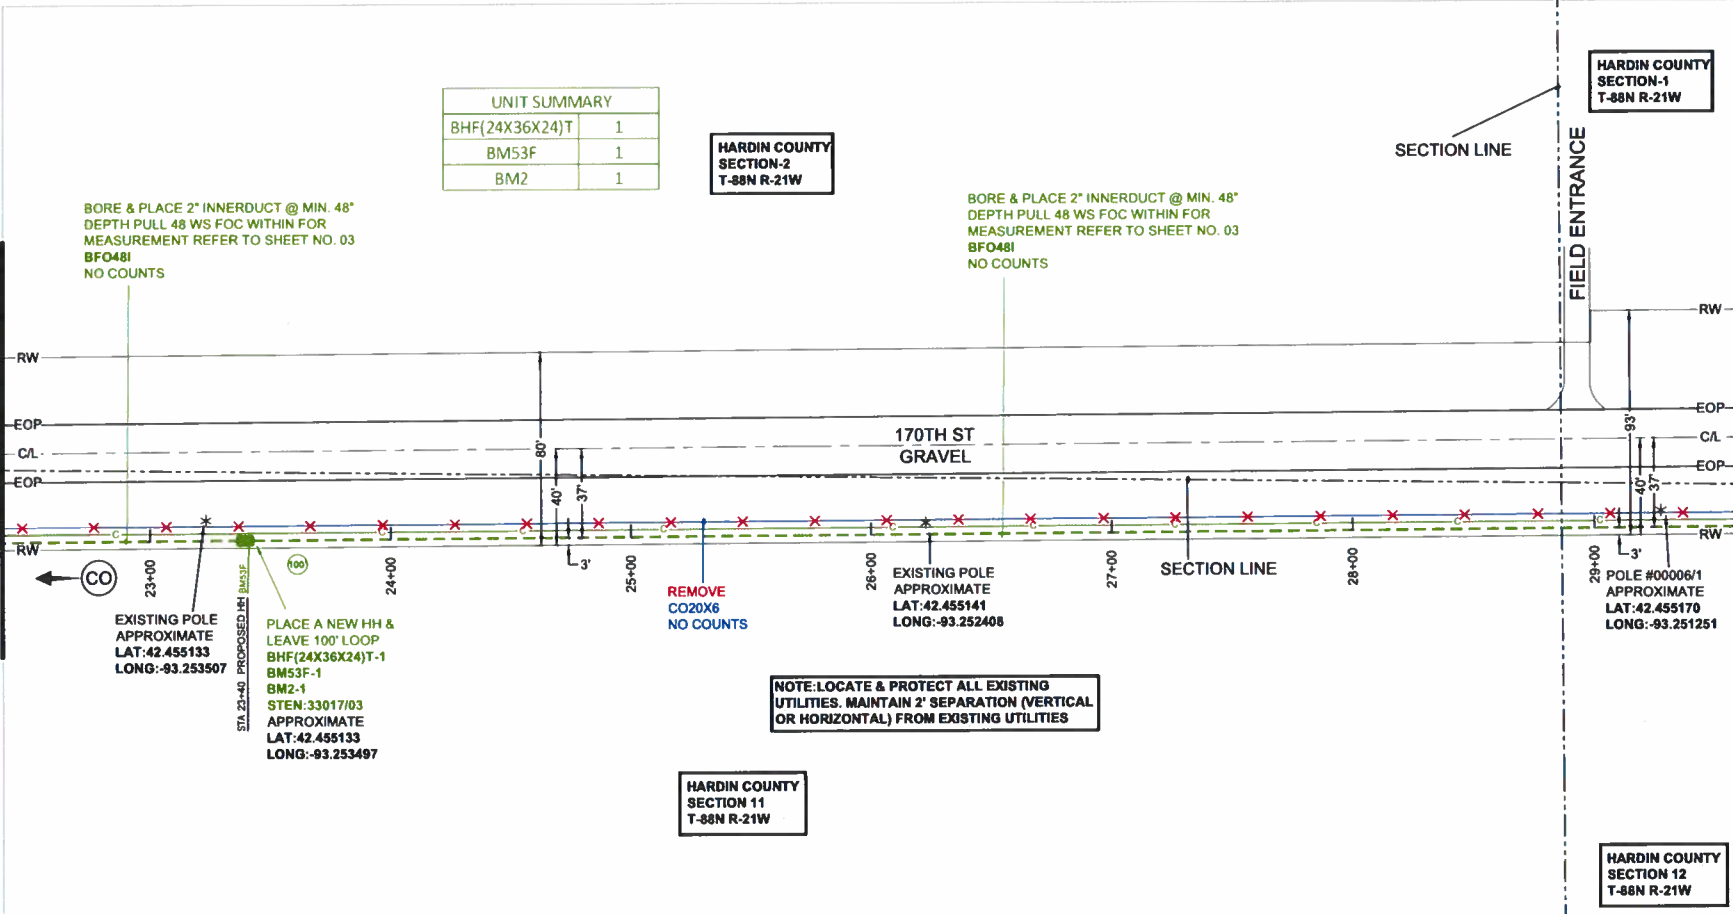 HARDIN COUNTY
SECTION-1
T-88N R-21W
UNIT SUMMARY
BHF(24X36X24)T 1
BM53F 1
BM2 1
HARDIN COUNTY
SECTION-2
T-88N R-21W
SECTION LINE
FIELD ENTRANCE
BORE & PLACE 2" INNERDUCT @ MIN. 48"
DEPTH PULL 48 WS FOC WITHIN FOR
MEASUREMENT REFER TO SHEET NO. 03
BFO48I
NO COUNTS
BORE & PLACE 2" INNERDUCT @ MIN. 48"
DEPTH PULL 48 WS FOC WITHIN FOR
MEASUREMENT REFER TO SHEET NO. 03
BFO48I
NO COUNTS
RW
RW
EOP
EOP
C/L
C/L
EOP
EOP
RW
RW
170TH ST
GRAVEL
80'
40'
37'
3'
93'
40'
37'
3'
C
C
C
C
C
C
C
C
CO
100
23+00
24+00
25+00
26+00
27+00
28+00
29+00
EXISTING POLE
APPROXIMATE
LAT:42.455133
LONG:-93.253507
STA 23+40 PROPOSED HH BM53F
PLACE A NEW HH &
LEAVE 100' LOOP
BHF(24X36X24)T-1
BM53F-1
BM2-1
STEN:33017/03
APPROXIMATE
LAT:42.455133
LONG:-93.253497
REMOVE
CO20X6
NO COUNTS
EXISTING POLE
APPROXIMATE
LAT:42.455141
LONG:-93.252408
SECTION LINE
POLE #00006/1
APPROXIMATE
LAT:42.455170
LONG:-93.251251
NOTE:LOCATE & PROTECT ALL EXISTING
UTILITIES. MAINTAIN 2' SEPARATION (VERTICAL
OR HORIZONTAL) FROM EXISTING UTILITIES
HARDIN COUNTY
SECTION 11
T-88N R-21W
HARDIN COUNTY
SECTION 12
T-88N R-21W